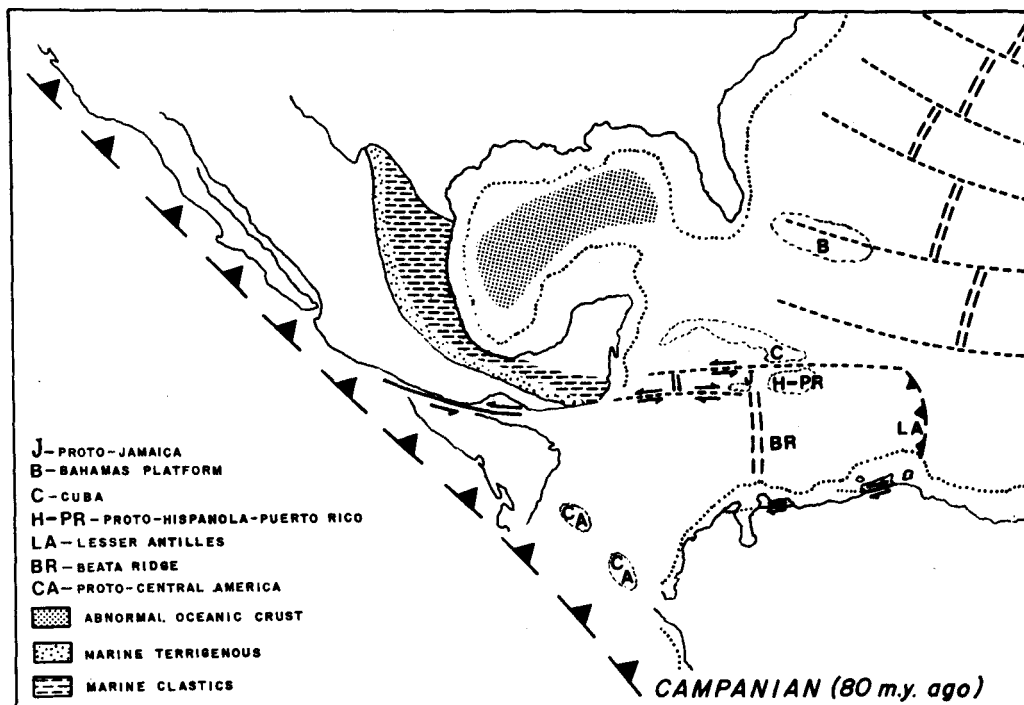 B
C
J
H-PR
BR
LA
CA
CA
J-PROTO-JAMAICA
B-BAHAMAS PLATFORM
C-CUBA
H-PR-PROTO-HISPANOLA-PUERTO RICO
LA-LESSER ANTILLES
BR-BEATA RIDGE
CA-PROTO-CENTRAL AMERICA
ABNORMAL OCEANIC CRUST
MARINE TERRIGENOUS
MARINE CLASTICS
CAMPANIAN (80 m.y. ago)